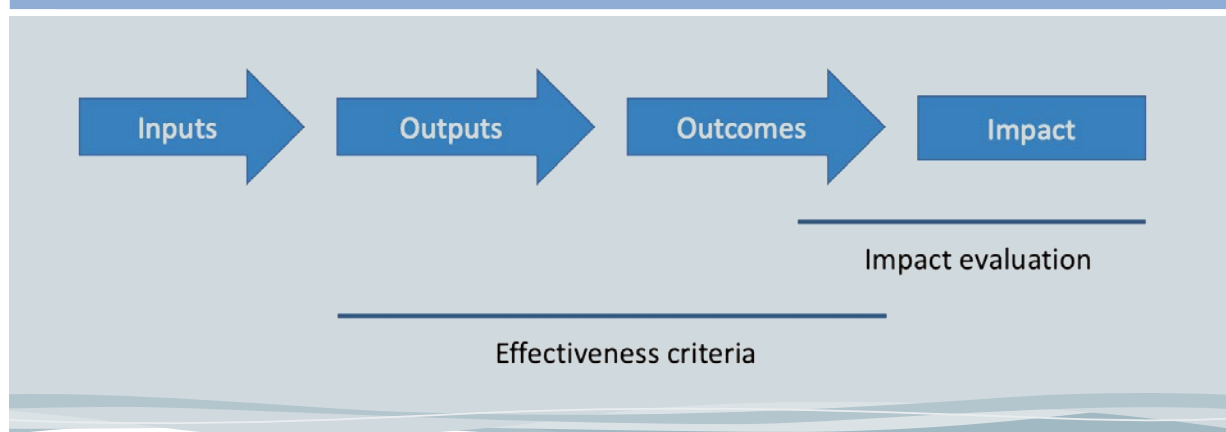 Inputs
Outputs
Outcomes
Impact
Impact evaluation
Effectiveness criteria